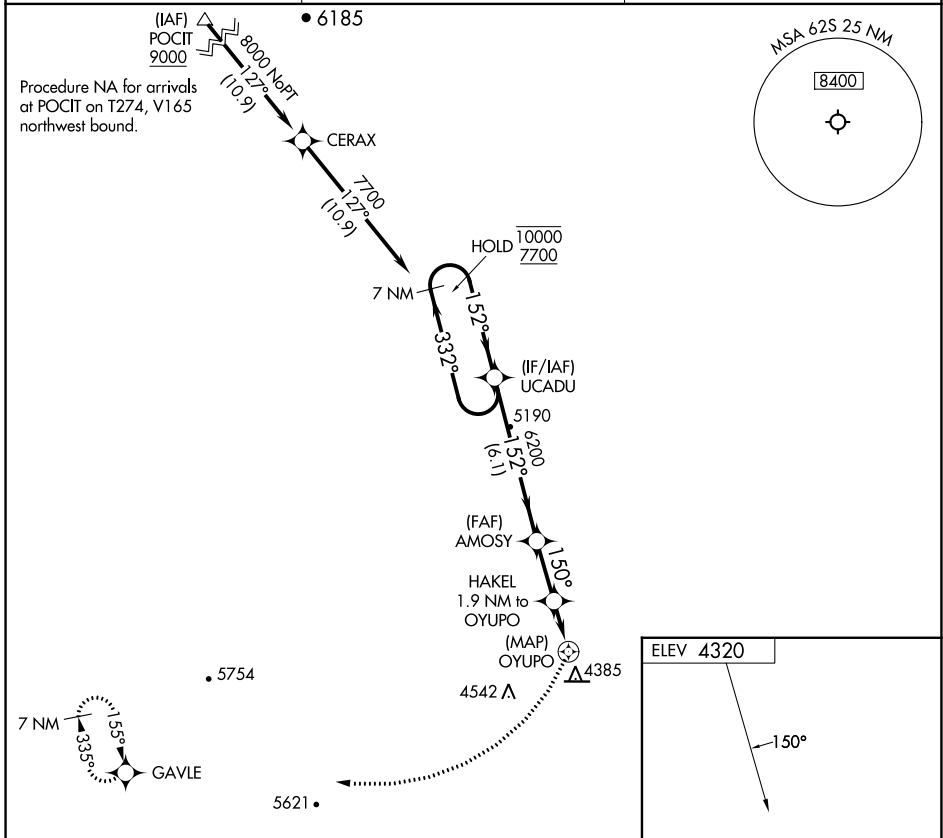 (IAF)
POCIT
9000
6185
8000 NoPT
127°
(10.9)
Procedure NA for arrivals
at POCIT on T274, V165
northwest bound.
MSA 62S 25 NM
8400
CERAX
7700
127°
(10.9)
HOLD 10000
7700
7 NM
152°
332°
(IF/IAF)
UCADU
5190
6200
152°
(6.1)
(FAF)
AMOSY
150°
HAKEL
1.9 NM to
OYUPO
(MAP)
OYUPO
4385
4542
5754
7 NM
155°
335°
GAVLE
5621
ELEV 4320
150°